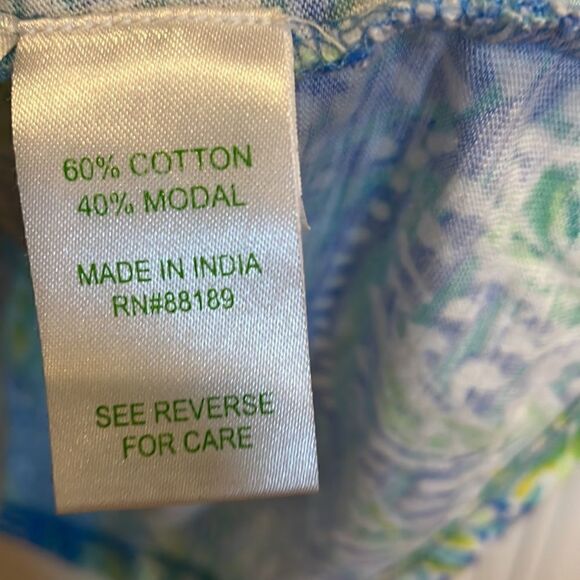 60% COTTON
40% MODAL
MADE IN INDIA
RN#88189
SEE REVERSE
FOR CARE